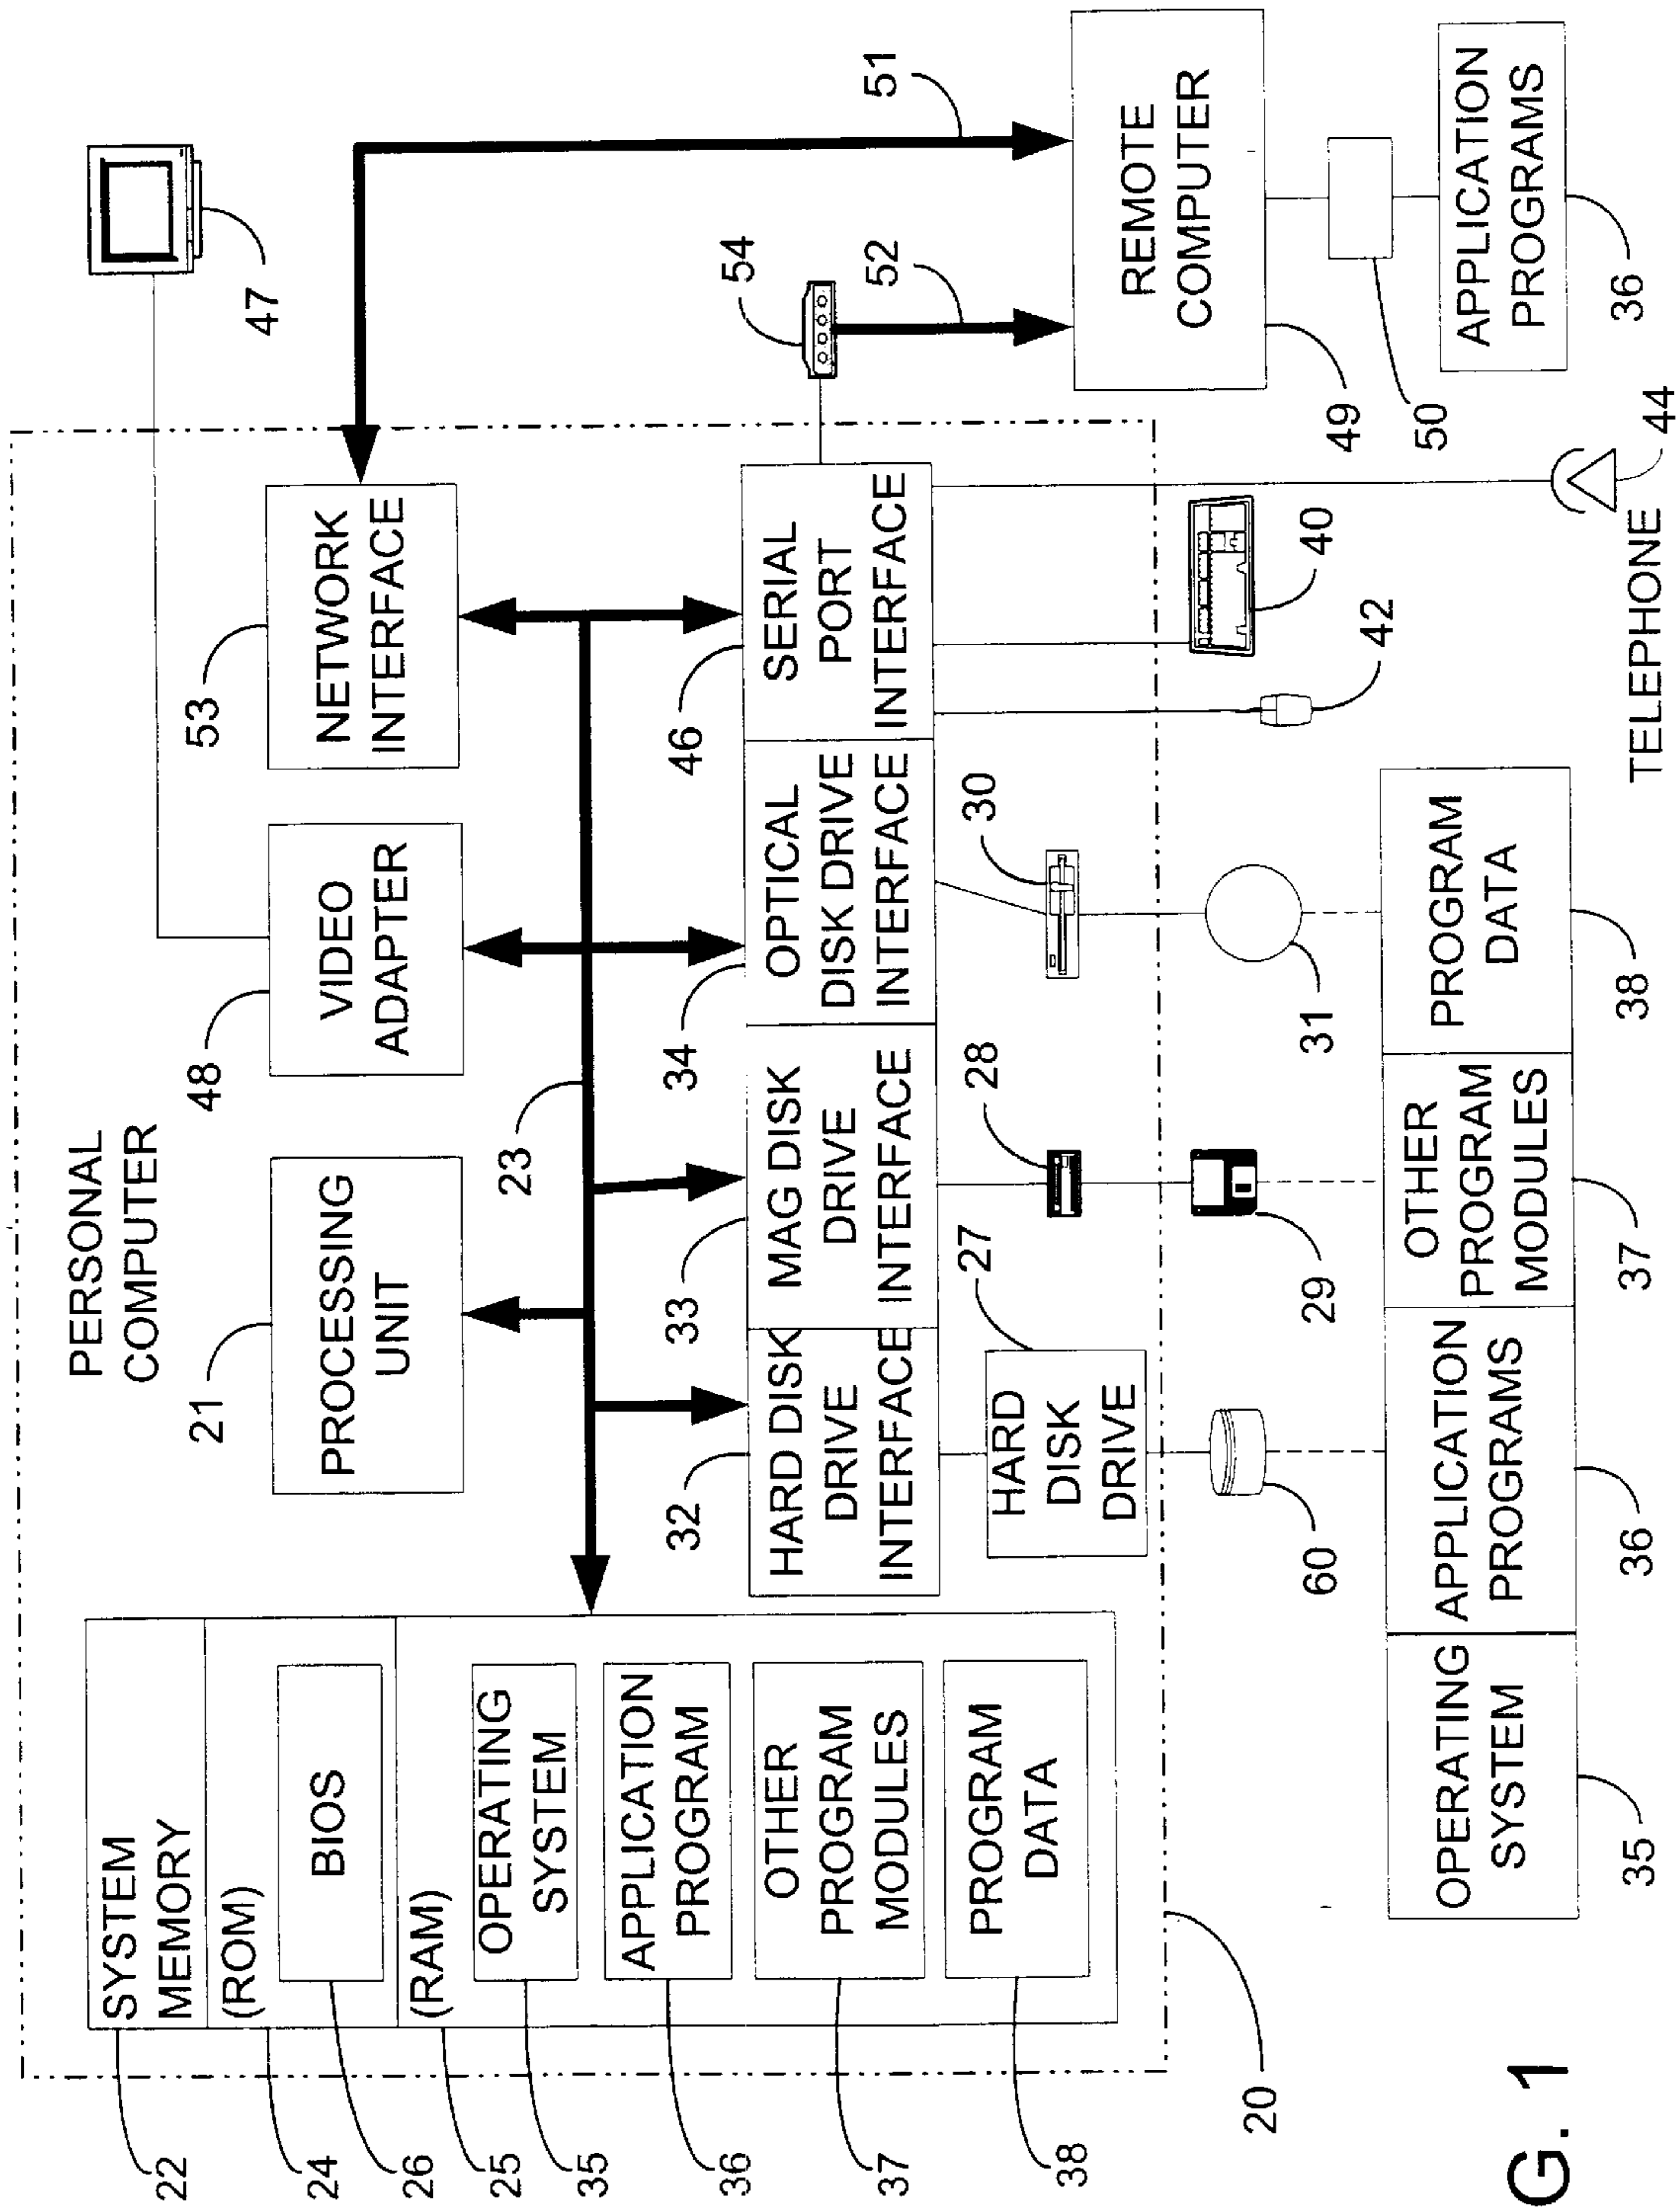 PERSONAL
COMPUTER
47
SYSTEM
MEMORY
22
(ROM)
24
BIOS
26
(RAM)
25
OPERATING
SYSTEM
35
APPLICATION
PROGRAM
36
OTHER
PROGRAM
MODULES
37
PROGRAM
DATA
38
21
PROCESSING
UNIT
48
VIDEO
ADAPTER
53
NETWORK
INTERFACE
23
32
HARD DISK
DRIVE
INTERFACE
33
MAG DISK
DRIVE
INTERFACE
34
OPTICAL
DISK DRIVE
INTERFACE
46
SERIAL
PORT
INTERFACE
54
52
51
27
HARD
DISK
DRIVE
28
30
60
29
31
42
40
20
REMOTE
COMPUTER
49
50
APPLICATION
PROGRAMS
36
TELEPHONE
44
OPERATING
SYSTEM
35
APPLICATION
PROGRAMS
36
OTHER
PROGRAM
MODULES
37
PROGRAM
DATA
38
G. 1